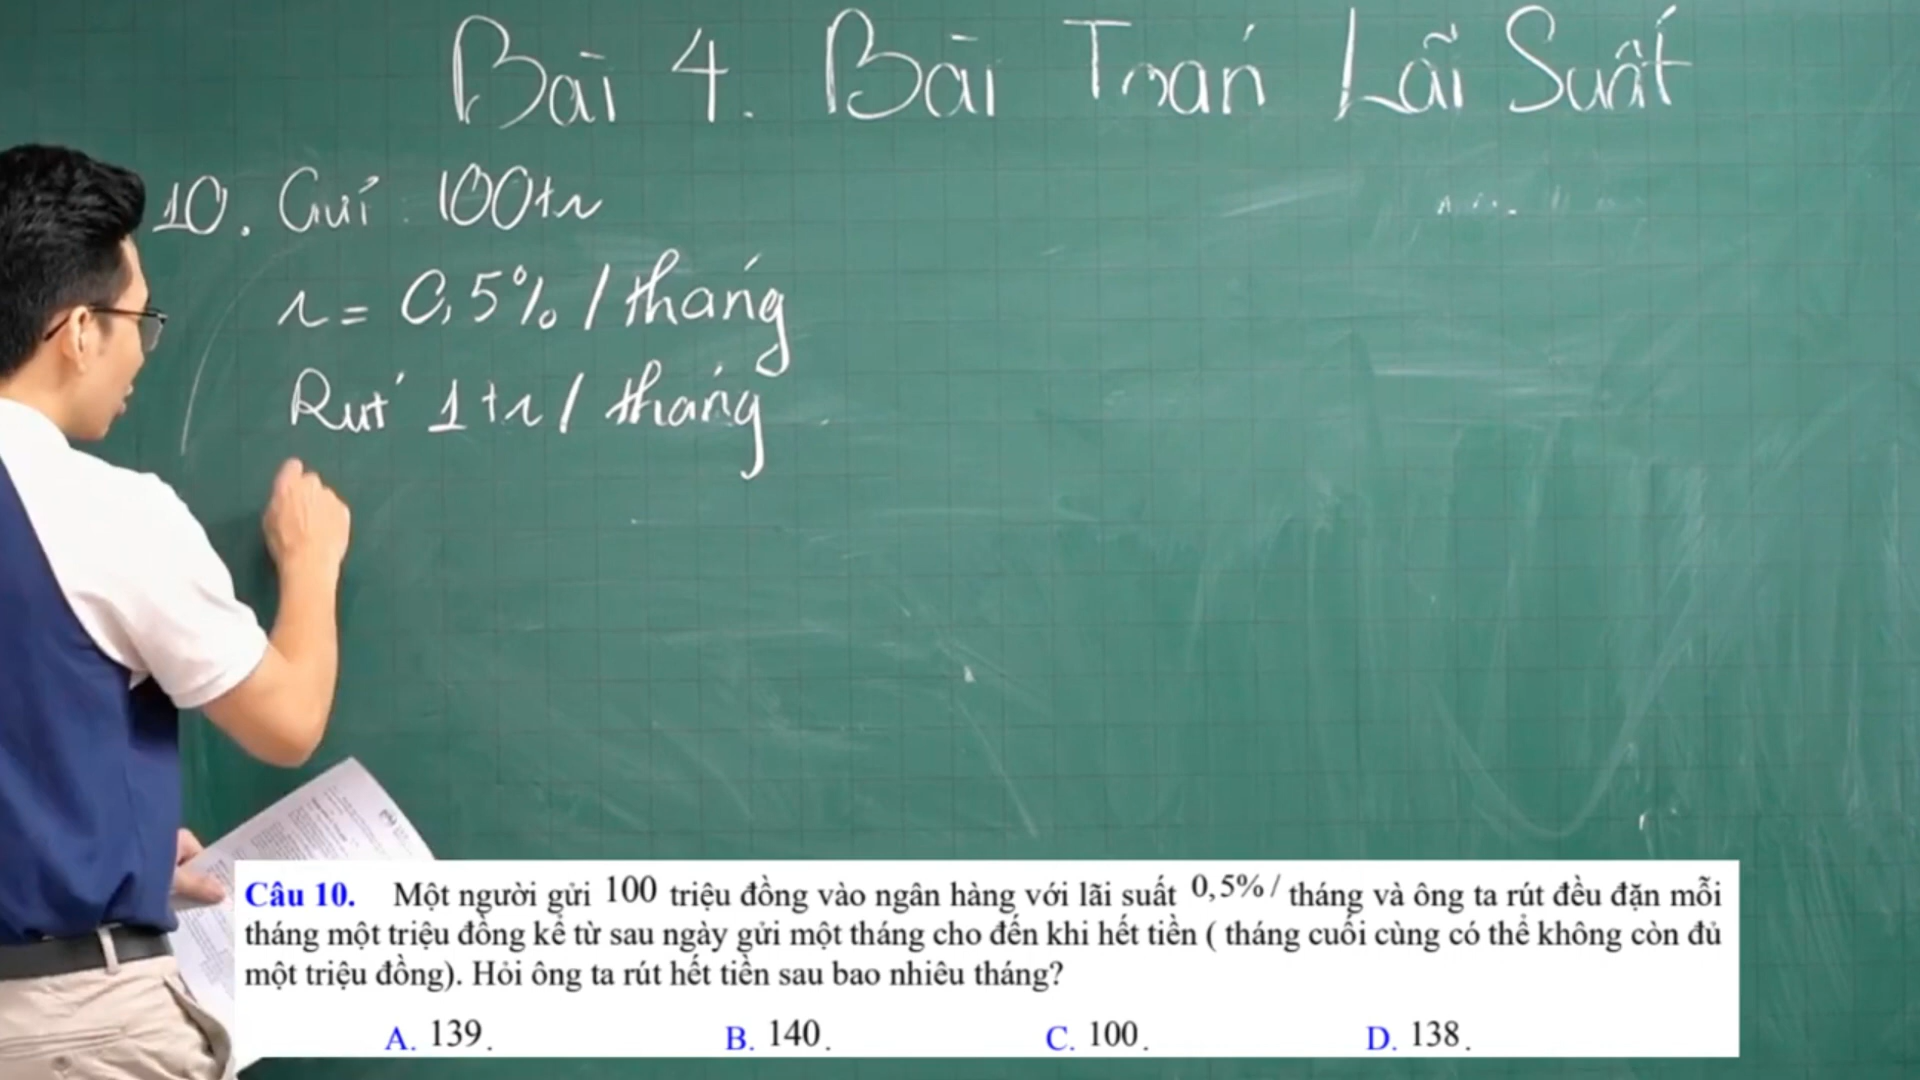 Bài 4. Bài Toán Lãi Suất
10. Gửi: 100tr
r = 0,5% / tháng
Rút 1tr / tháng
Câu 10. Một người gửi 100 triệu đồng vào ngân hàng với lãi suất 0,5% / tháng và ông ta rút đều đặn mỗi
tháng một triệu đồng kể từ sau ngày gửi một tháng cho đến khi hết tiền ( tháng cuối cùng có thể không còn đủ
một triệu đồng). Hỏi ông ta rút hết tiền sau bao nhiêu tháng?
A. 139. B. 140. C. 100. D. 138.